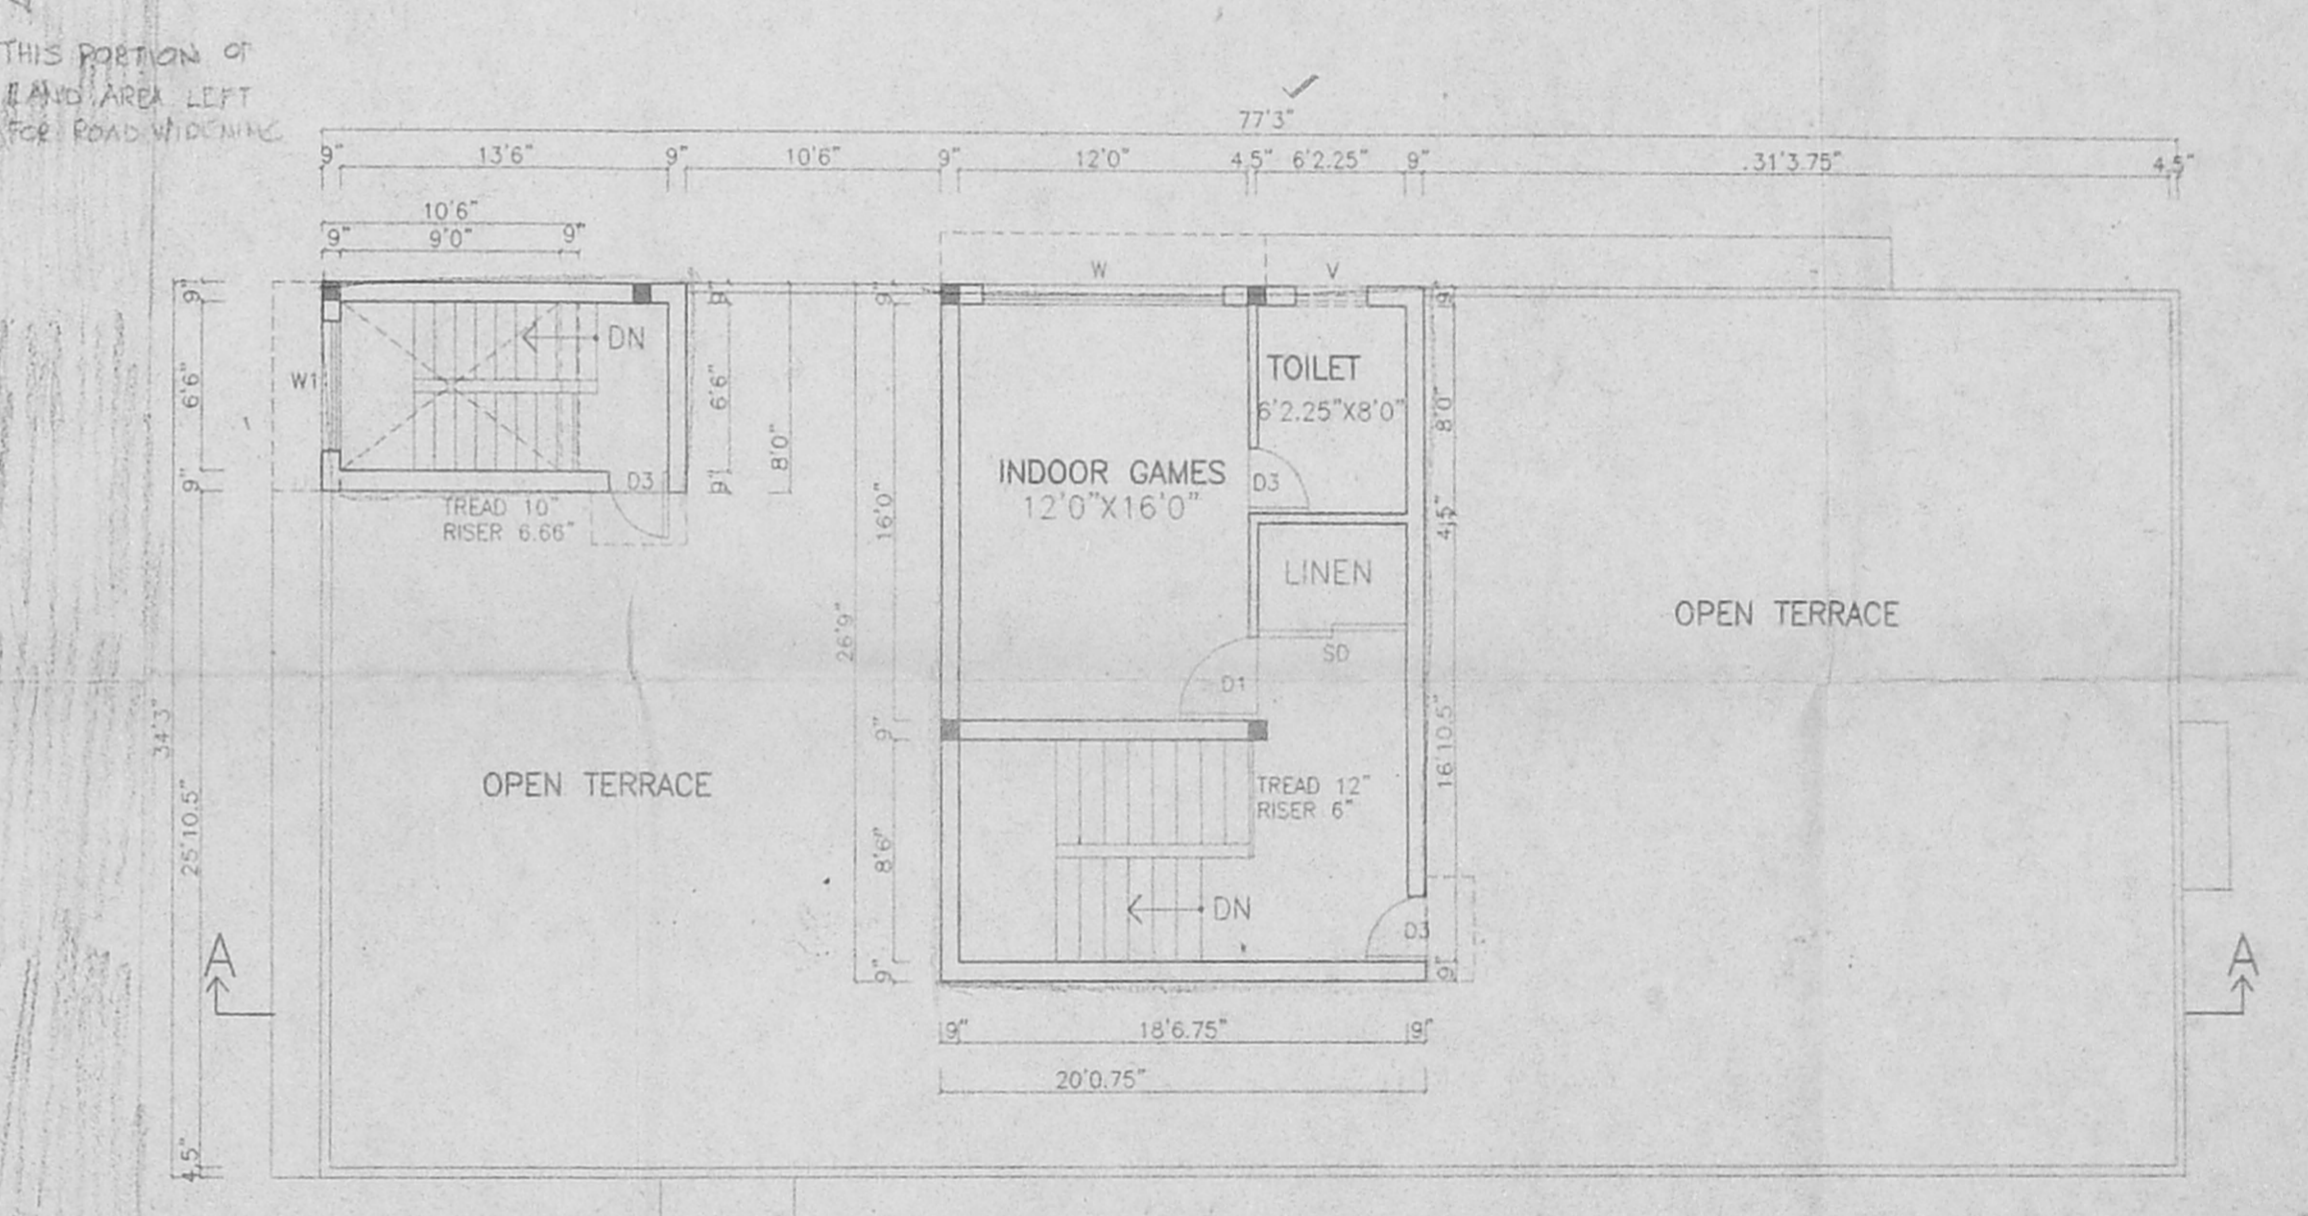 THIS PORTION OF
LAND AREA LEFT
FOR ROAD WIDENING
77'3"
9" 13'6" 9" 10'6" 9" 12'0" 4.5" 6'2.25" 9" .31'3.75" 4.5"
10'6"
9" 9'0" 9"
W V
9" 9" 9" 9"
DN
W1
6'6" 6'6"
8'0"
TOILET
6'2.25"X8'0"
8'0"
9" 9"
D3
TREAD 10"
RISER 6.66"
INDOOR GAMES
12'0"X16'0"
D3
16'0"
4.5"
LINEN
OPEN TERRACE
26'9"
SD
D1
34'3"
9"
16'10.5"
OPEN TERRACE
TREAD 12"
RISER 6"
25'10.5"
8'6"
DN
D3
A A
9" 9"
9" 18'6.75" 9"
20'0.75"
4.5"